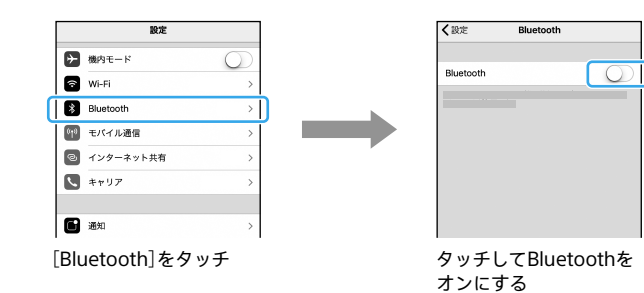 設定
機内モード
Wi-Fi
Bluetooth
モバイル通信
インターネット共有
キャリア
通知
[Bluetooth]をタッチ
設定
Bluetooth
Bluetooth
タッチしてBluetoothを
オンにする